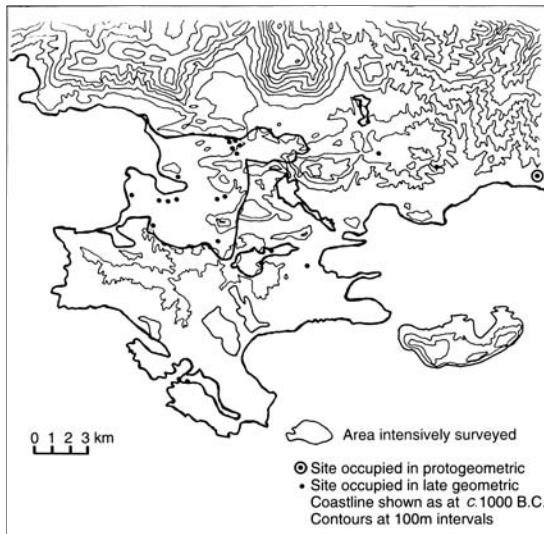 0 1 2 3 km
Area intensively surveyed
Site occupied in protogeometric
Site occupied in late geometric
Coastline shown as at c.1000 B.C.
Contours at 100m intervals